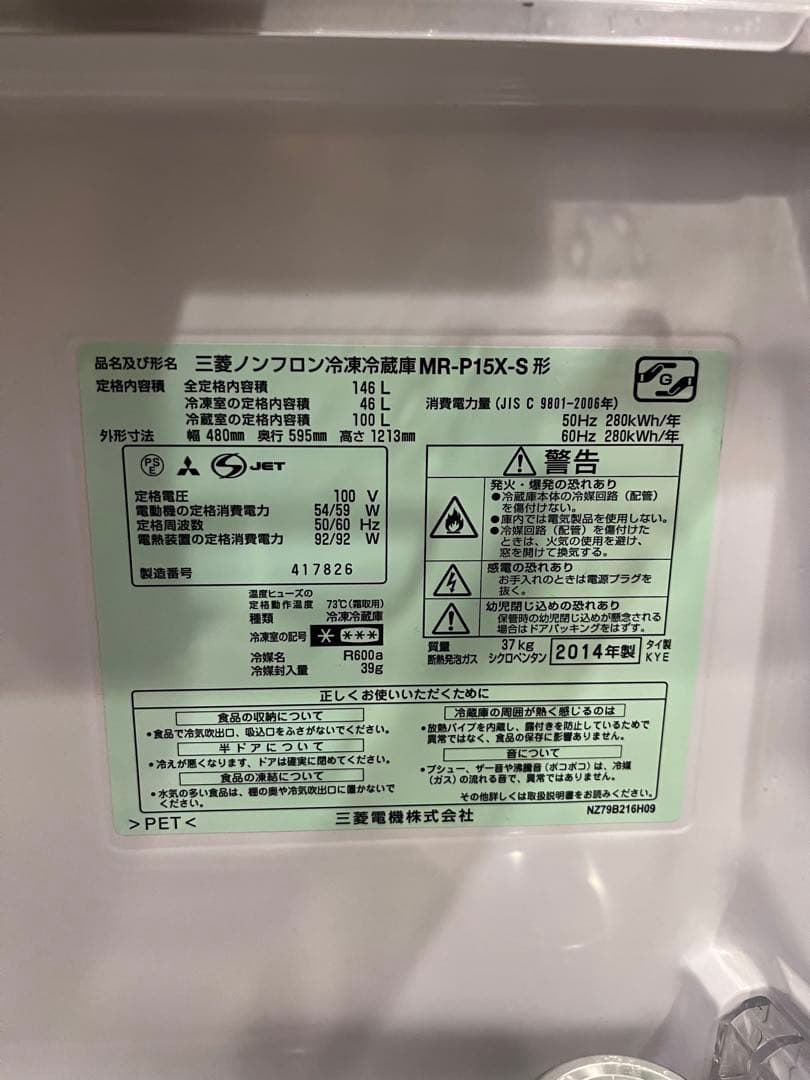 品名及び形名 三菱ノンフロン冷凍冷蔵庫 MR-P15X-S 形
定格内容積 全定格内容積 146 L
冷凍室の定格内容積 46 L
冷蔵室の定格内容積 100 L
外形寸法 幅 480mm 奥行 595mm 高さ 1213mm
G
消費電力量 (JIS C 9801-2006年)
50Hz 280kWh/年
60Hz 280kWh/年
PS
E
JET
定格電圧 100 V
電動機の定格消費電力 54/59 W
定格周波数 50/60 Hz
電熱装置の定格消費電力 92/92 W
製造番号 417826
警告
発火・爆発の恐れあり
●冷蔵庫本体の冷媒回路(配管)
を傷付けない。
●庫内では電気製品を使用しない。
●冷媒回路(配管)を傷付けた
ときは、火気の使用を避け、
窓を開けて換気する。
感電の恐れあり
お手入れのときは電源プラグを
抜く。
幼児閉じ込めの恐れあり
保管時の幼児閉じ込めが懸念される
場合はドアパッキングをはずす。
温度ヒューズの
定格動作温度 73℃(霜取用)
種類 冷凍冷蔵庫
冷凍室の記号 * ***
冷媒名 R600a
冷媒封入量 39g
質量 37kg
断熱発泡ガス シクロペンタン
2014年製
タイ製
KYE
正しくお使いいただくために
食品の収納について
●食品で冷気吹出口、吸込口をふさがないでください。
半ドアについて
●冷えが悪くなります、ドアは確実に閉めてください。
食品の凍結について
●水気の多い食品は、棚の奥や冷気吹出口に置かないで
ください。
冷蔵庫の周囲が熱く感じるのは
●放熱パイプを内蔵し、露付きを防止しているためで
異常ではなく、食品の保存に影響ありません。
音について
●プシュー、ザー音や沸騰音(ボコボコ)は、冷媒
(ガス)の流れる音で、異常ではありません。
その他詳しくは取扱説明書をお読みください。
>PET<
三菱電機株式会社
NZ79B216H09